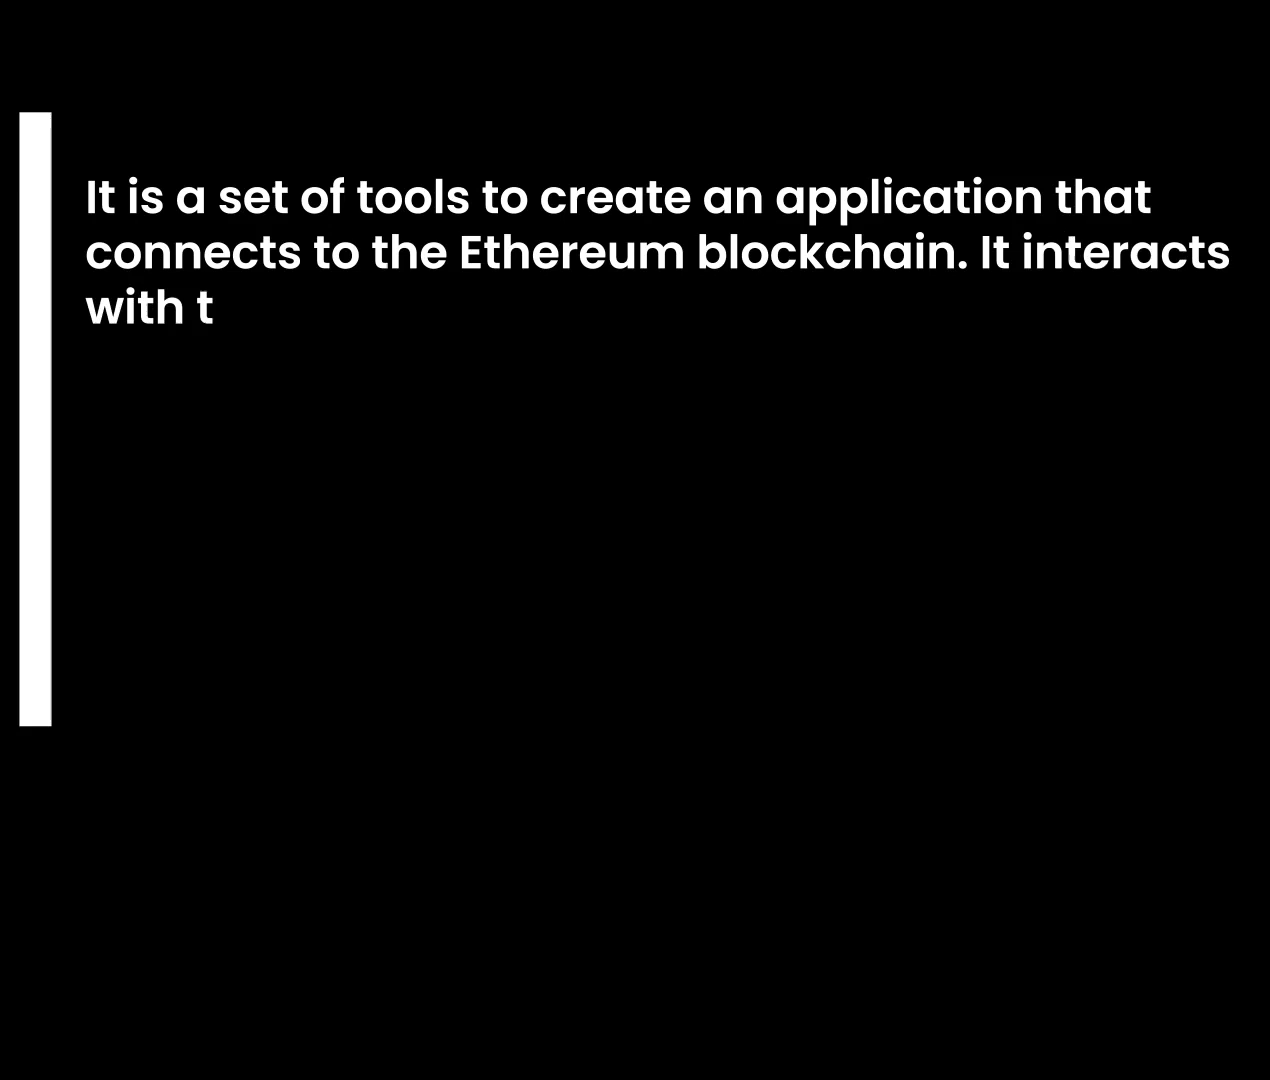 It is a set of tools to create an application that
connects to the Ethereum blockchain. It interacts
with t